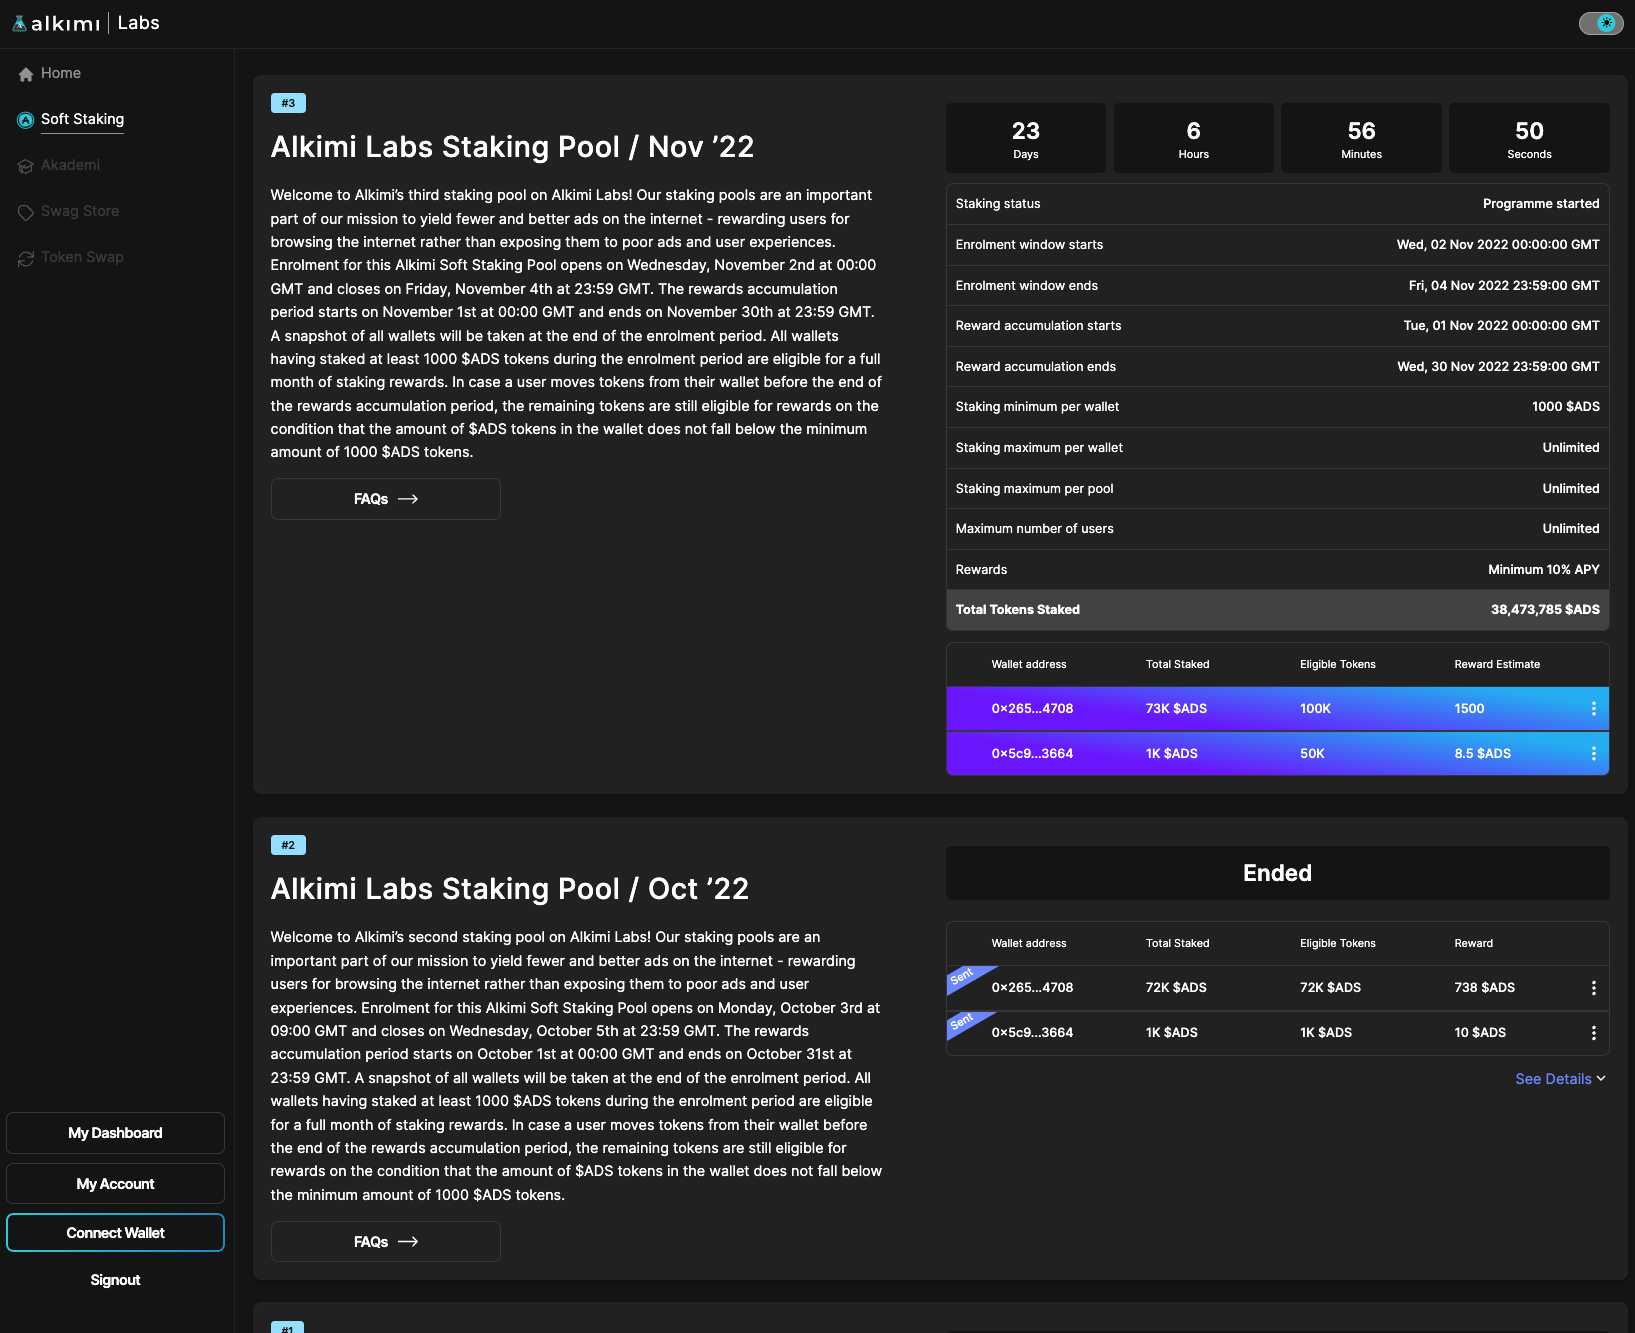 alkimi Labs
Home
Soft Staking
Akademi
Swag Store
Token Swap
My Dashboard
My Account
Connect Wallet
Signout
#3
Alkimi Labs Staking Pool / Nov ’22
Welcome to Alkimi’s third staking pool on Alkimi Labs! Our staking pools are an important
part of our mission to yield fewer and better ads on the internet - rewarding users for
browsing the internet rather than exposing them to poor ads and user experiences.
Enrolment for this Alkimi Soft Staking Pool opens on Wednesday, November 2nd at 00:00
GMT and closes on Friday, November 4th at 23:59 GMT. The rewards accumulation
period starts on November 1st at 00:00 GMT and ends on November 30th at 23:59 GMT.
A snapshot of all wallets will be taken at the end of the enrolment period. All wallets
having staked at least 1000 $ADS tokens during the enrolment period are eligible for a full
month of staking rewards. In case a user moves tokens from their wallet before the end of
the rewards accumulation period, the remaining tokens are still eligible for rewards on the
condition that the amount of $ADS tokens in the wallet does not fall below the minimum
amount of 1000 $ADS tokens.
FAQs
23 6 56 50
Days Hours Minutes Seconds
Staking status Programme started
Enrolment window starts Wed, 02 Nov 2022 00:00:00 GMT
Enrolment window ends Fri, 04 Nov 2022 23:59:00 GMT
Reward accumulation starts Tue, 01 Nov 2022 00:00:00 GMT
Reward accumulation ends Wed, 30 Nov 2022 23:59:00 GMT
Staking minimum per wallet 1000 $ADS
Staking maximum per wallet Unlimited
Staking maximum per pool Unlimited
Maximum number of users Unlimited
Rewards Minimum 10% APY
Total Tokens Staked 38,473,785 $ADS
Wallet address Total Staked Eligible Tokens Reward Estimate
0x265...4708 73K $ADS 100K 1500
0x5c9...3664 1K $ADS 50K 8.5 $ADS
#2
Alkimi Labs Staking Pool / Oct ’22
Welcome to Alkimi’s second staking pool on Alkimi Labs! Our staking pools are an
important part of our mission to yield fewer and better ads on the internet - rewarding
users for browsing the internet rather than exposing them to poor ads and user
experiences. Enrolment for this Alkimi Soft Staking Pool opens on Monday, October 3rd at
09:00 GMT and closes on Wednesday, October 5th at 23:59 GMT. The rewards
accumulation period starts on October 1st at 00:00 GMT and ends on October 31st at
23:59 GMT. A snapshot of all wallets will be taken at the end of the enrolment period. All
wallets having staked at least 1000 $ADS tokens during the enrolment period are eligible
for a full month of staking rewards. In case a user moves tokens from their wallet before
the end of the rewards accumulation period, the remaining tokens are still eligible for
rewards on the condition that the amount of $ADS tokens in the wallet does not fall below
the minimum amount of 1000 $ADS tokens.
FAQs
Ended
Wallet address Total Staked Eligible Tokens Reward
Sent 0x265...4708 72K $ADS 72K $ADS 738 $ADS
Sent 0x5c9...3664 1K $ADS 1K $ADS 10 $ADS
See Details
#1